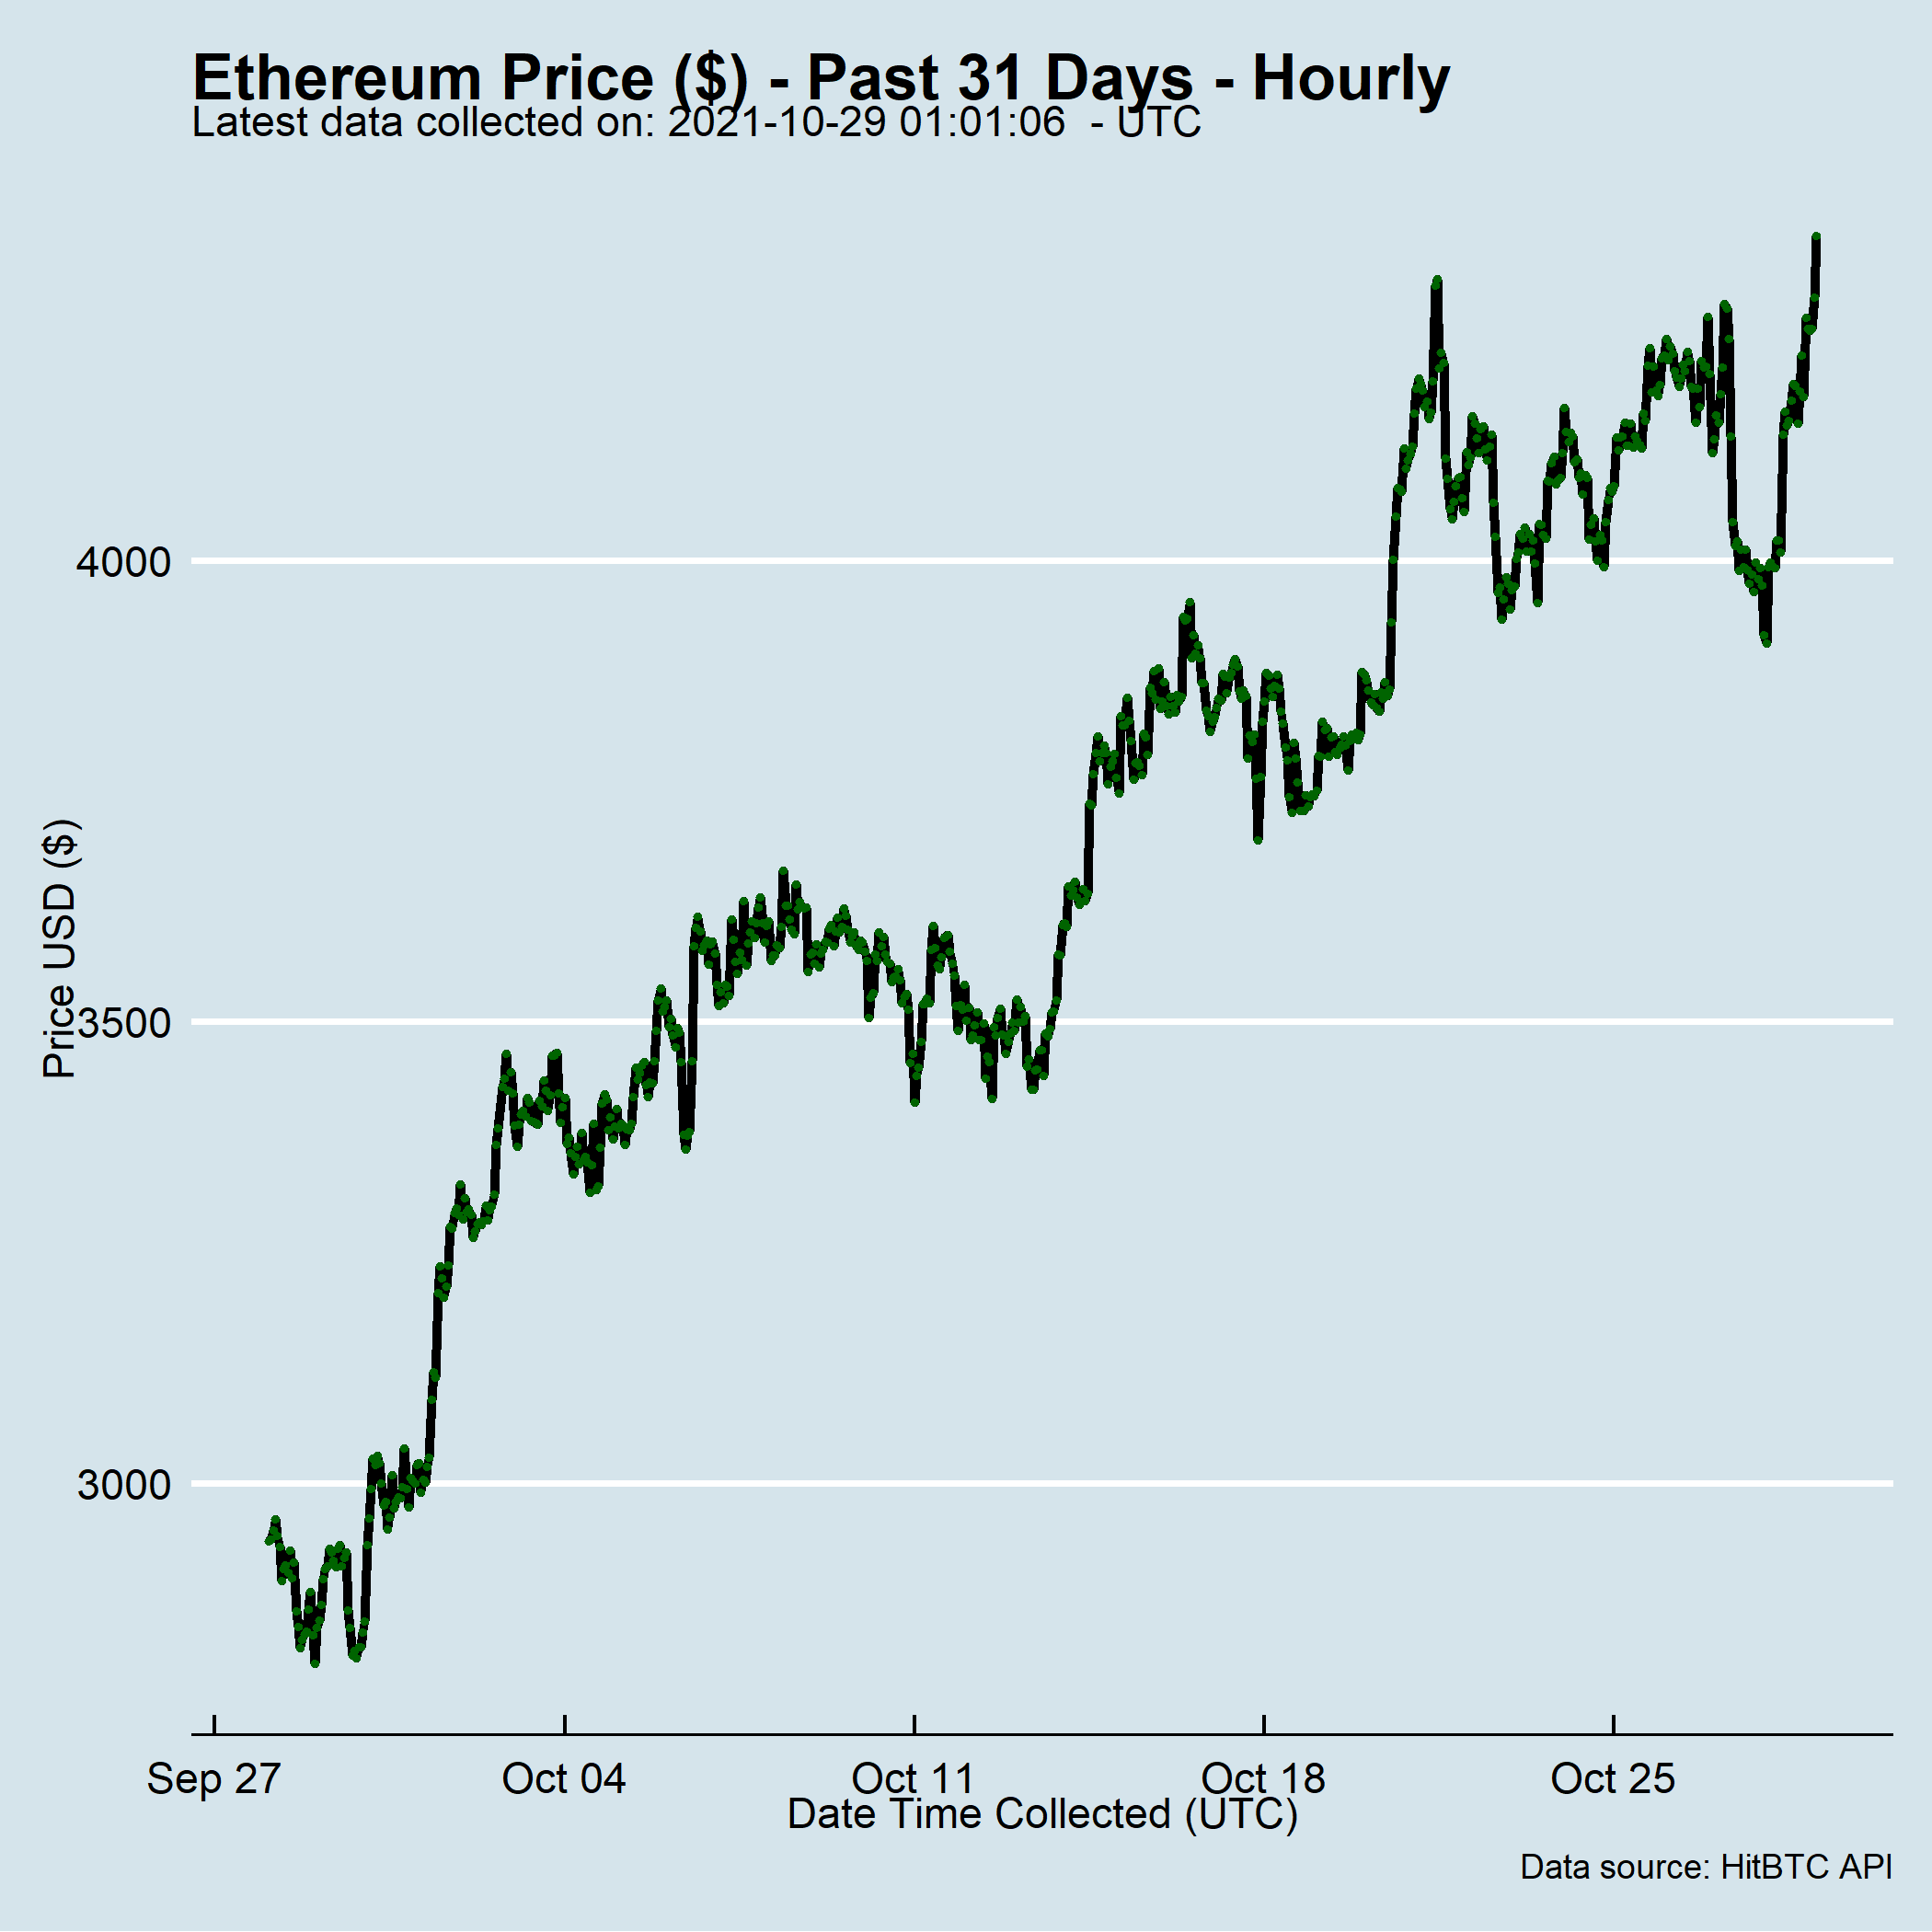 Ethereum Price ($) - Past 31 Days - Hourly
Latest data collected on: 2021-10-29 01:01:06  - UTC
Price USD ($)
4000
3500
3000
Sep 27
Oct 04
Oct 11
Oct 18
Oct 25
Date Time Collected (UTC)
Data source: HitBTC API